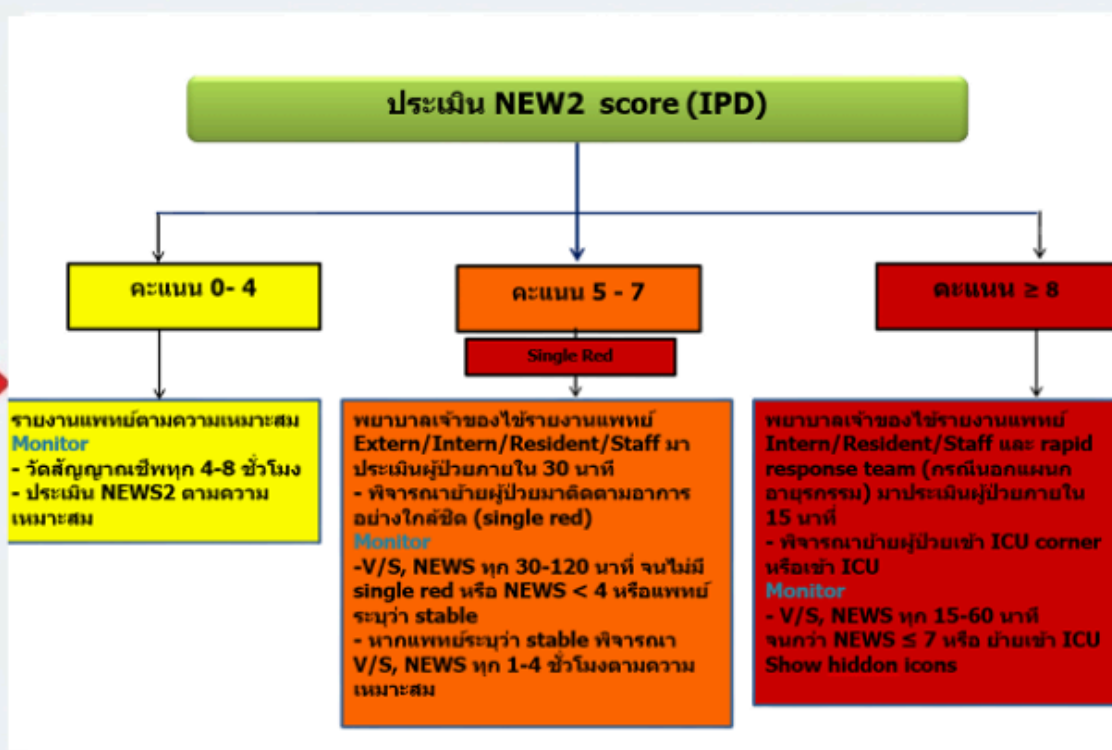 ประเมิน NEW2 score (IPD)
คะแนน 0- 4
คะแนน 5 - 7
คะแนน ≥ 8
Single Red
รายงานแพทย์ตามความเหมาะสม
Monitor
- วัดสัญญาณชีพทุก 4-8 ชั่วโมง
- ประเมิน NEWS2 ตามความ
เหมาะสม
พยาบาลเจ้าของไข้รายงานแพทย์
Extern/Intern/Resident/Staff มา
ประเมินผู้ป่วยภายใน 30 นาที
- พิจารณาย้ายผู้ป่วยมาติดตามอาการ
อย่างใกล้ชิด (single red)
Monitor
-V/S, NEWS ทุก 30-120 นาที จนไม่มี
single red หรือ NEWS < 4 หรือแพทย์
ระบุว่า stable
- หากแพทย์ระบุว่า stable พิจารณา
V/S, NEWS ทุก 1-4 ชั่วโมงตามความ
เหมาะสม
พยาบาลเจ้าของไข้รายงานแพทย์
Intern/Resident/Staff และ rapid
response team (กรณีนอกแผนก
อายุรกรรม) มาประเมินผู้ป่วยภายใน
15 นาที
- พิจารณาย้ายผู้ป่วยเข้า ICU corner
หรือเข้า ICU
Monitor
- V/S, NEWS ทุก 15-60 นาที
จนกว่า NEWS ≤ 7 หรือ ย้ายเข้า ICU
Show hiddon icons